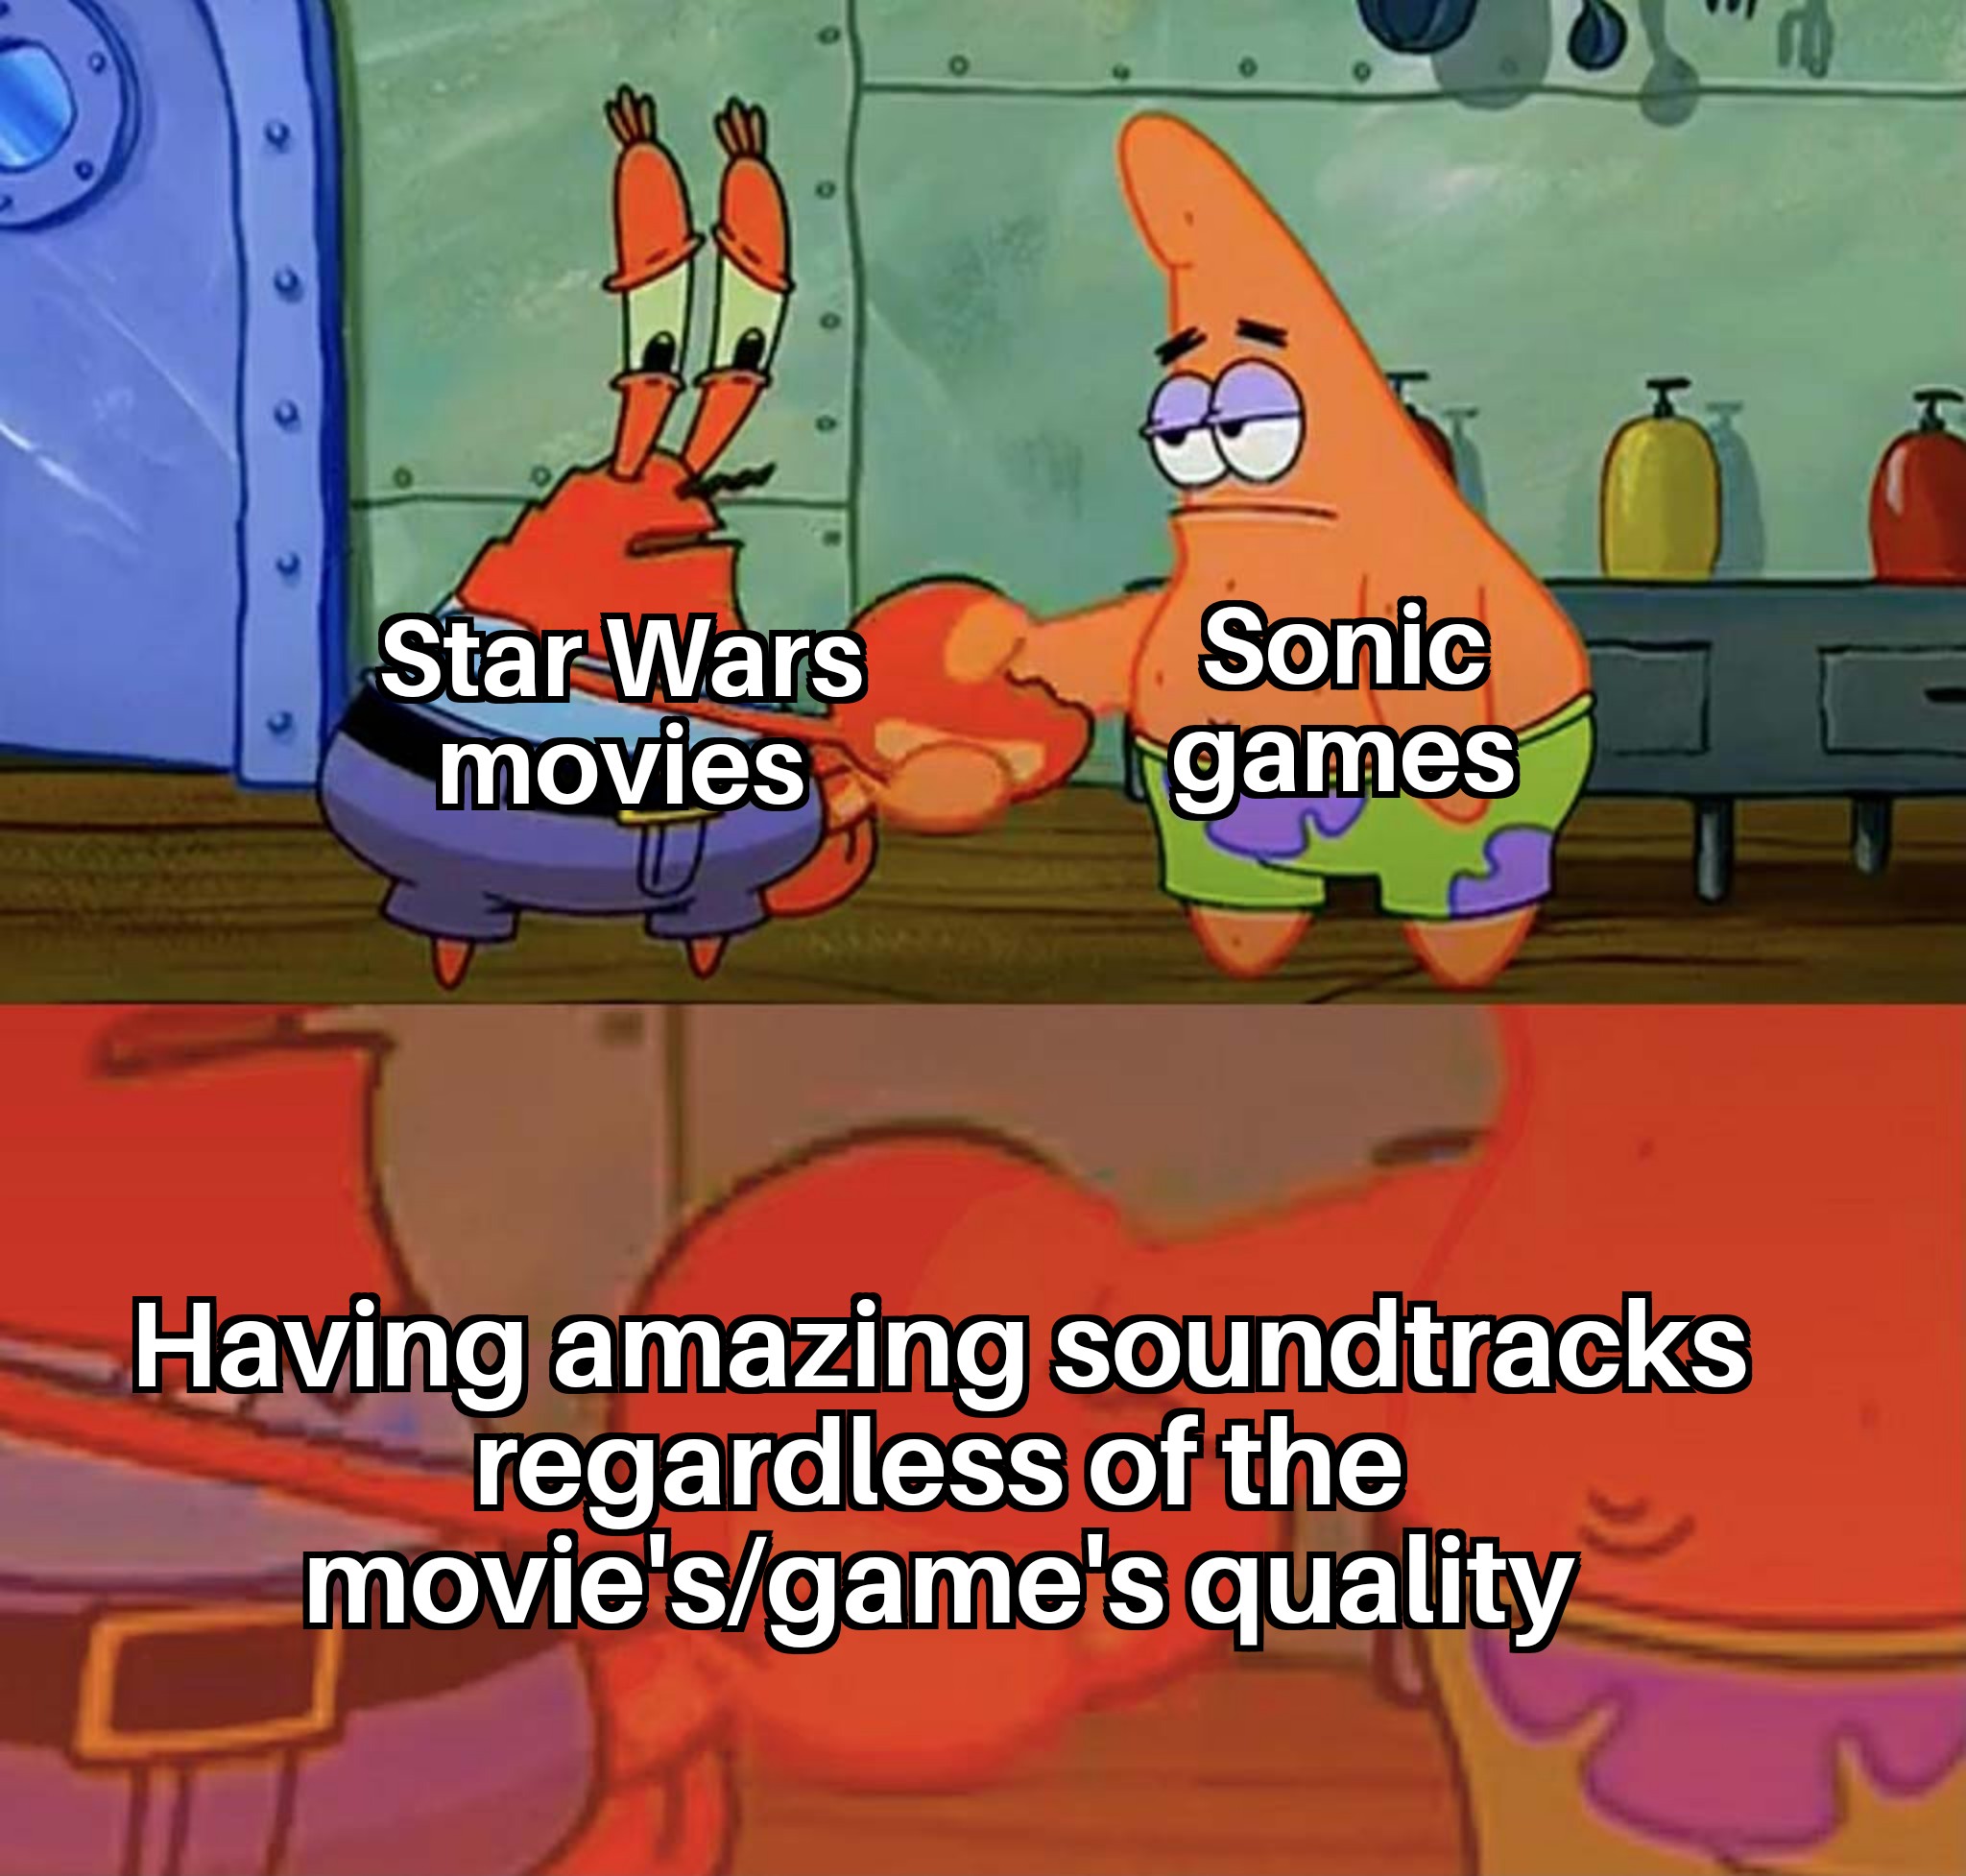 Star Wars
movies
Sonic
games
Having amazing soundtracks
regardless of the
movie's/game's quality